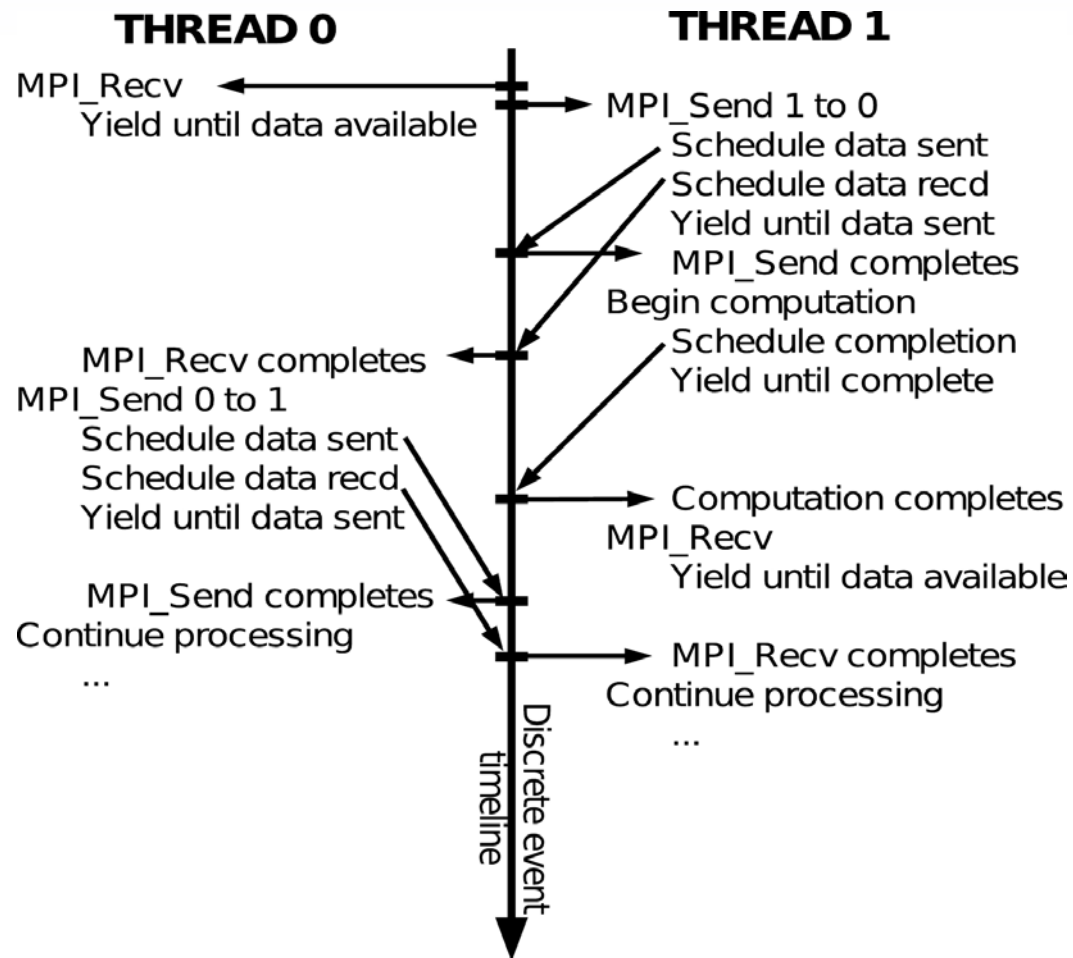 THREAD 0
MPI_Recv
Yield until data available
MPI_Recv completes
MPI_Send 0 to 1
Schedule data sent
Schedule data recd
Yield until data sent
MPI_Send completes
Continue processing
...
THREAD 1
MPI_Send 1 to 0
Schedule data sent
Schedule data recd
Yield until data sent
MPI_Send completes
Begin computation
Schedule completion
Yield until complete
Computation completes
MPI_Recv
Yield until data available
MPI_Recv completes
Continue processing
...
Discrete event
timeline